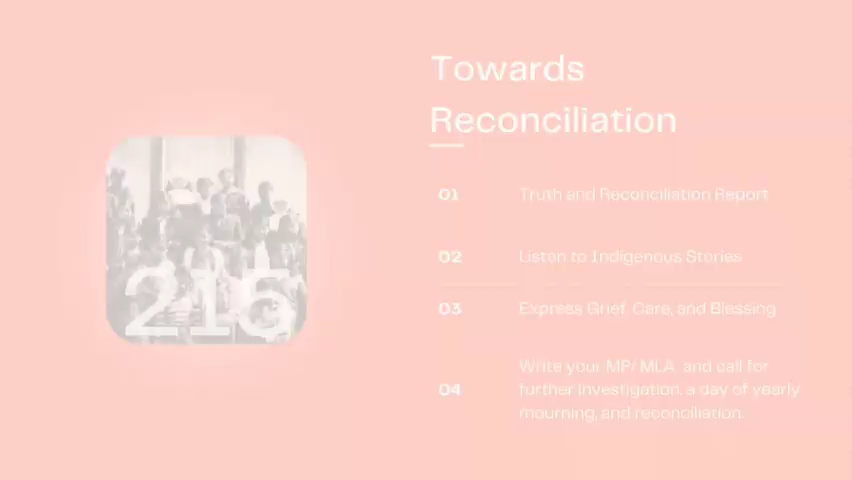 Towards
Reconciliation
01 Truth and Reconciliation Report
02 Listen to Indigenous Stories
03 Express Grief, Care, and Blessing
04 Write your MP/ MLA and call for
further investigation, a day of yearly
mourning, and reconciliation.
215